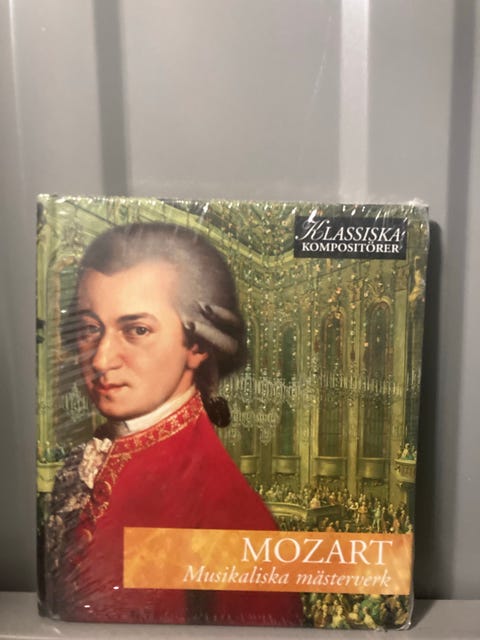 KLASSISKA
KOMPOSITÖRER
MOZART
Musikaliska mästerverk